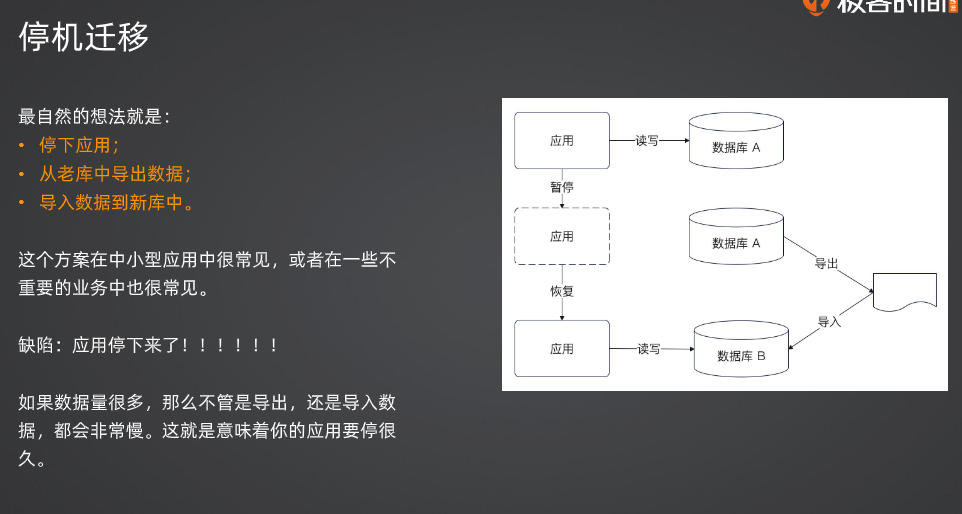 极客时间
停机迁移
最自然的想法就是：
• 停下应用；
• 从老库中导出数据；
• 导入数据到新库中。
这个方案在中小型应用中很常见，或者在一些不
重要的业务中也很常见。
缺陷：应用停下来了！！！！！！
如果数据量很多，那么不管是导出，还是导入数
据，都会非常慢。这就是意味着你的应用要停很
久。
应用
读写
数据库 A
暂停
应用
数据库 A
导出
恢复
导入
应用
读写
数据库 B